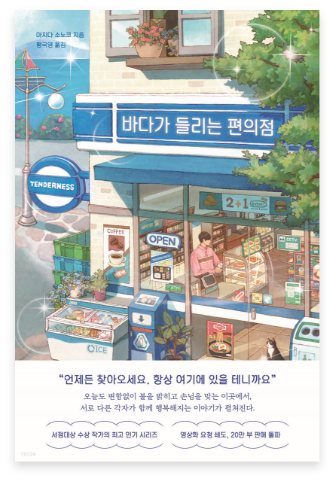 마치다 소노코 지음
황국영 옮김
바다가 들리는 편의점
TENDERNESS
2+1
COFFEE
OPEN
ICE
“언제든 찾아오세요. 항상 여기에 있을 테니까”
오늘도 변함없이 불을 밝히고 손님을 맞는 이곳에서,
서로 다른 각자가 함께 행복해지는 이야기가 펼쳐진다.
서점대상 수상 작가의 최고 인기 시리즈
영상화 요청 쇄도, 20만 부 판매 돌파